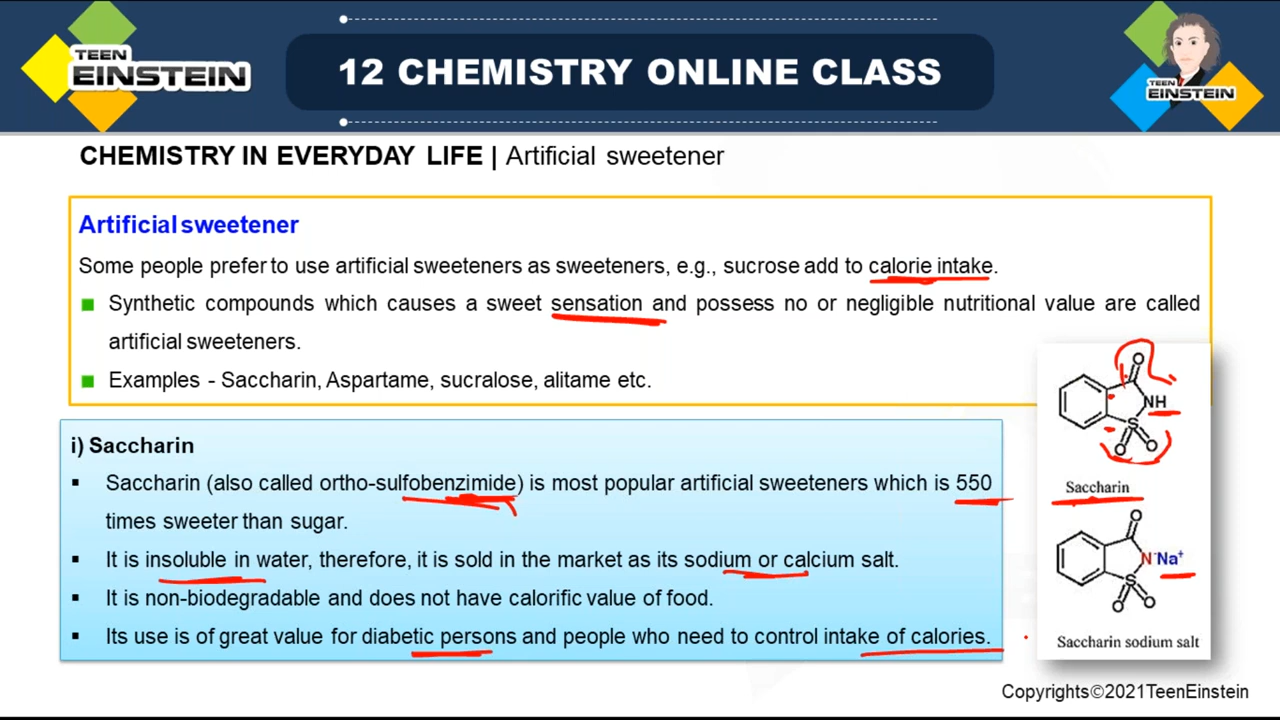 TEEN
EINSTEIN
12 CHEMISTRY ONLINE CLASS
TEEN
EINSTEIN
CHEMISTRY IN EVERYDAY LIFE | Artificial sweetener
Artificial sweetener
Some people prefer to use artificial sweeteners as sweeteners, e.g., sucrose add to calorie intake.
Synthetic compounds which causes a sweet sensation and possess no or negligible nutritional value are called
artificial sweeteners.
Examples - Saccharin, Aspartame, sucralose, alitame etc.
i) Saccharin
Saccharin (also called ortho-sulfobenzimide) is most popular artificial sweeteners which is 550
times sweeter than sugar.
It is insoluble in water, therefore, it is sold in the market as its sodium or calcium salt.
It is non-biodegradable and does not have calorific value of food.
Its use is of great value for diabetic persons and people who need to control intake of calories.
O
NH
S
O O
Saccharin
O
N⁻Na⁺
S
O O
Saccharin sodium salt
Copyrights©2021TeenEinstein